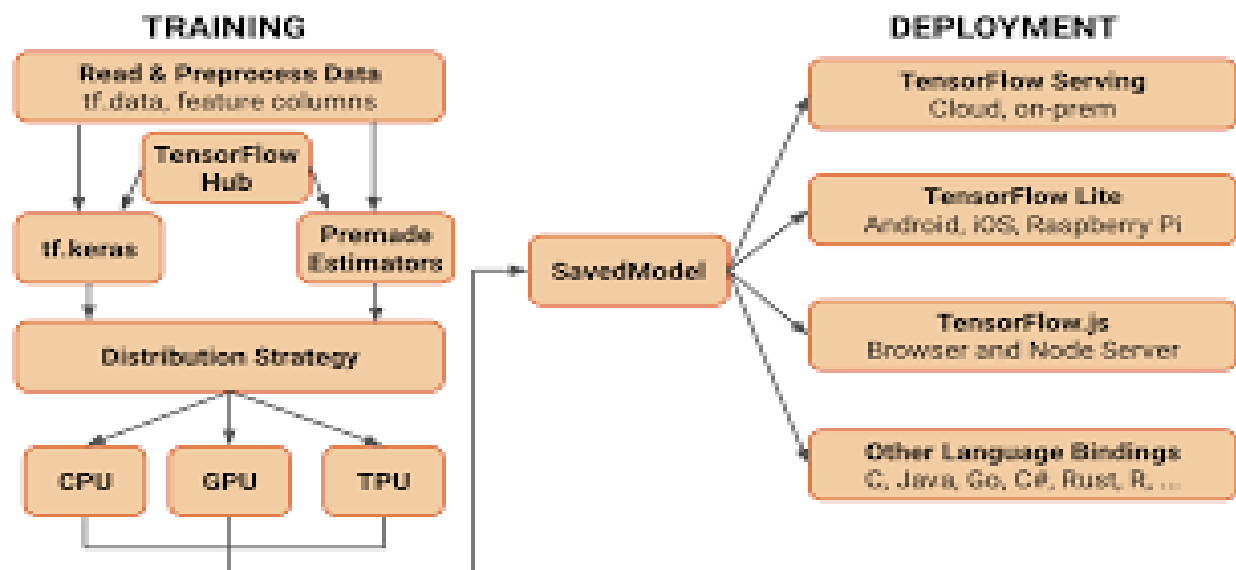 TRAINING
Read & Preprocess Data
tf.data, feature columns
TensorFlow
Hub
tf.keras
Premade
Estimators
Distribution Strategy
CPU
GPU
TPU
SavedModel
DEPLOYMENT
TensorFlow Serving
Cloud, on-prem
TensorFlow Lite
Android, iOS, Raspberry Pi
TensorFlow.js
Browser and Node Server
Other Language Bindings
C, Java, Go, C#, Rust, R, ...